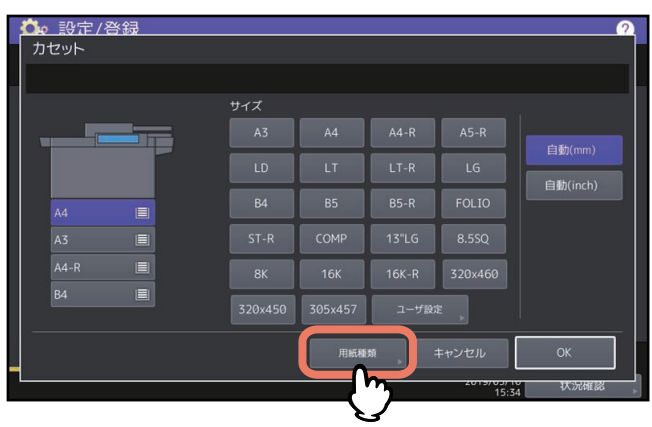 設定/登録
?
カセット
サイズ
A3 A4 A4-R A5-R
自動(mm)
LD LT LT-R LG
自動(inch)
B4 B5 B5-R FOLIO
A4
ST-R COMP 13"LG 8.5SQ
A3
8K 16K 16K-R 320x460
A4-R
B4
320x450 305x457 ユーザ設定
用紙種類 キャンセル OK
15:34
状況確認